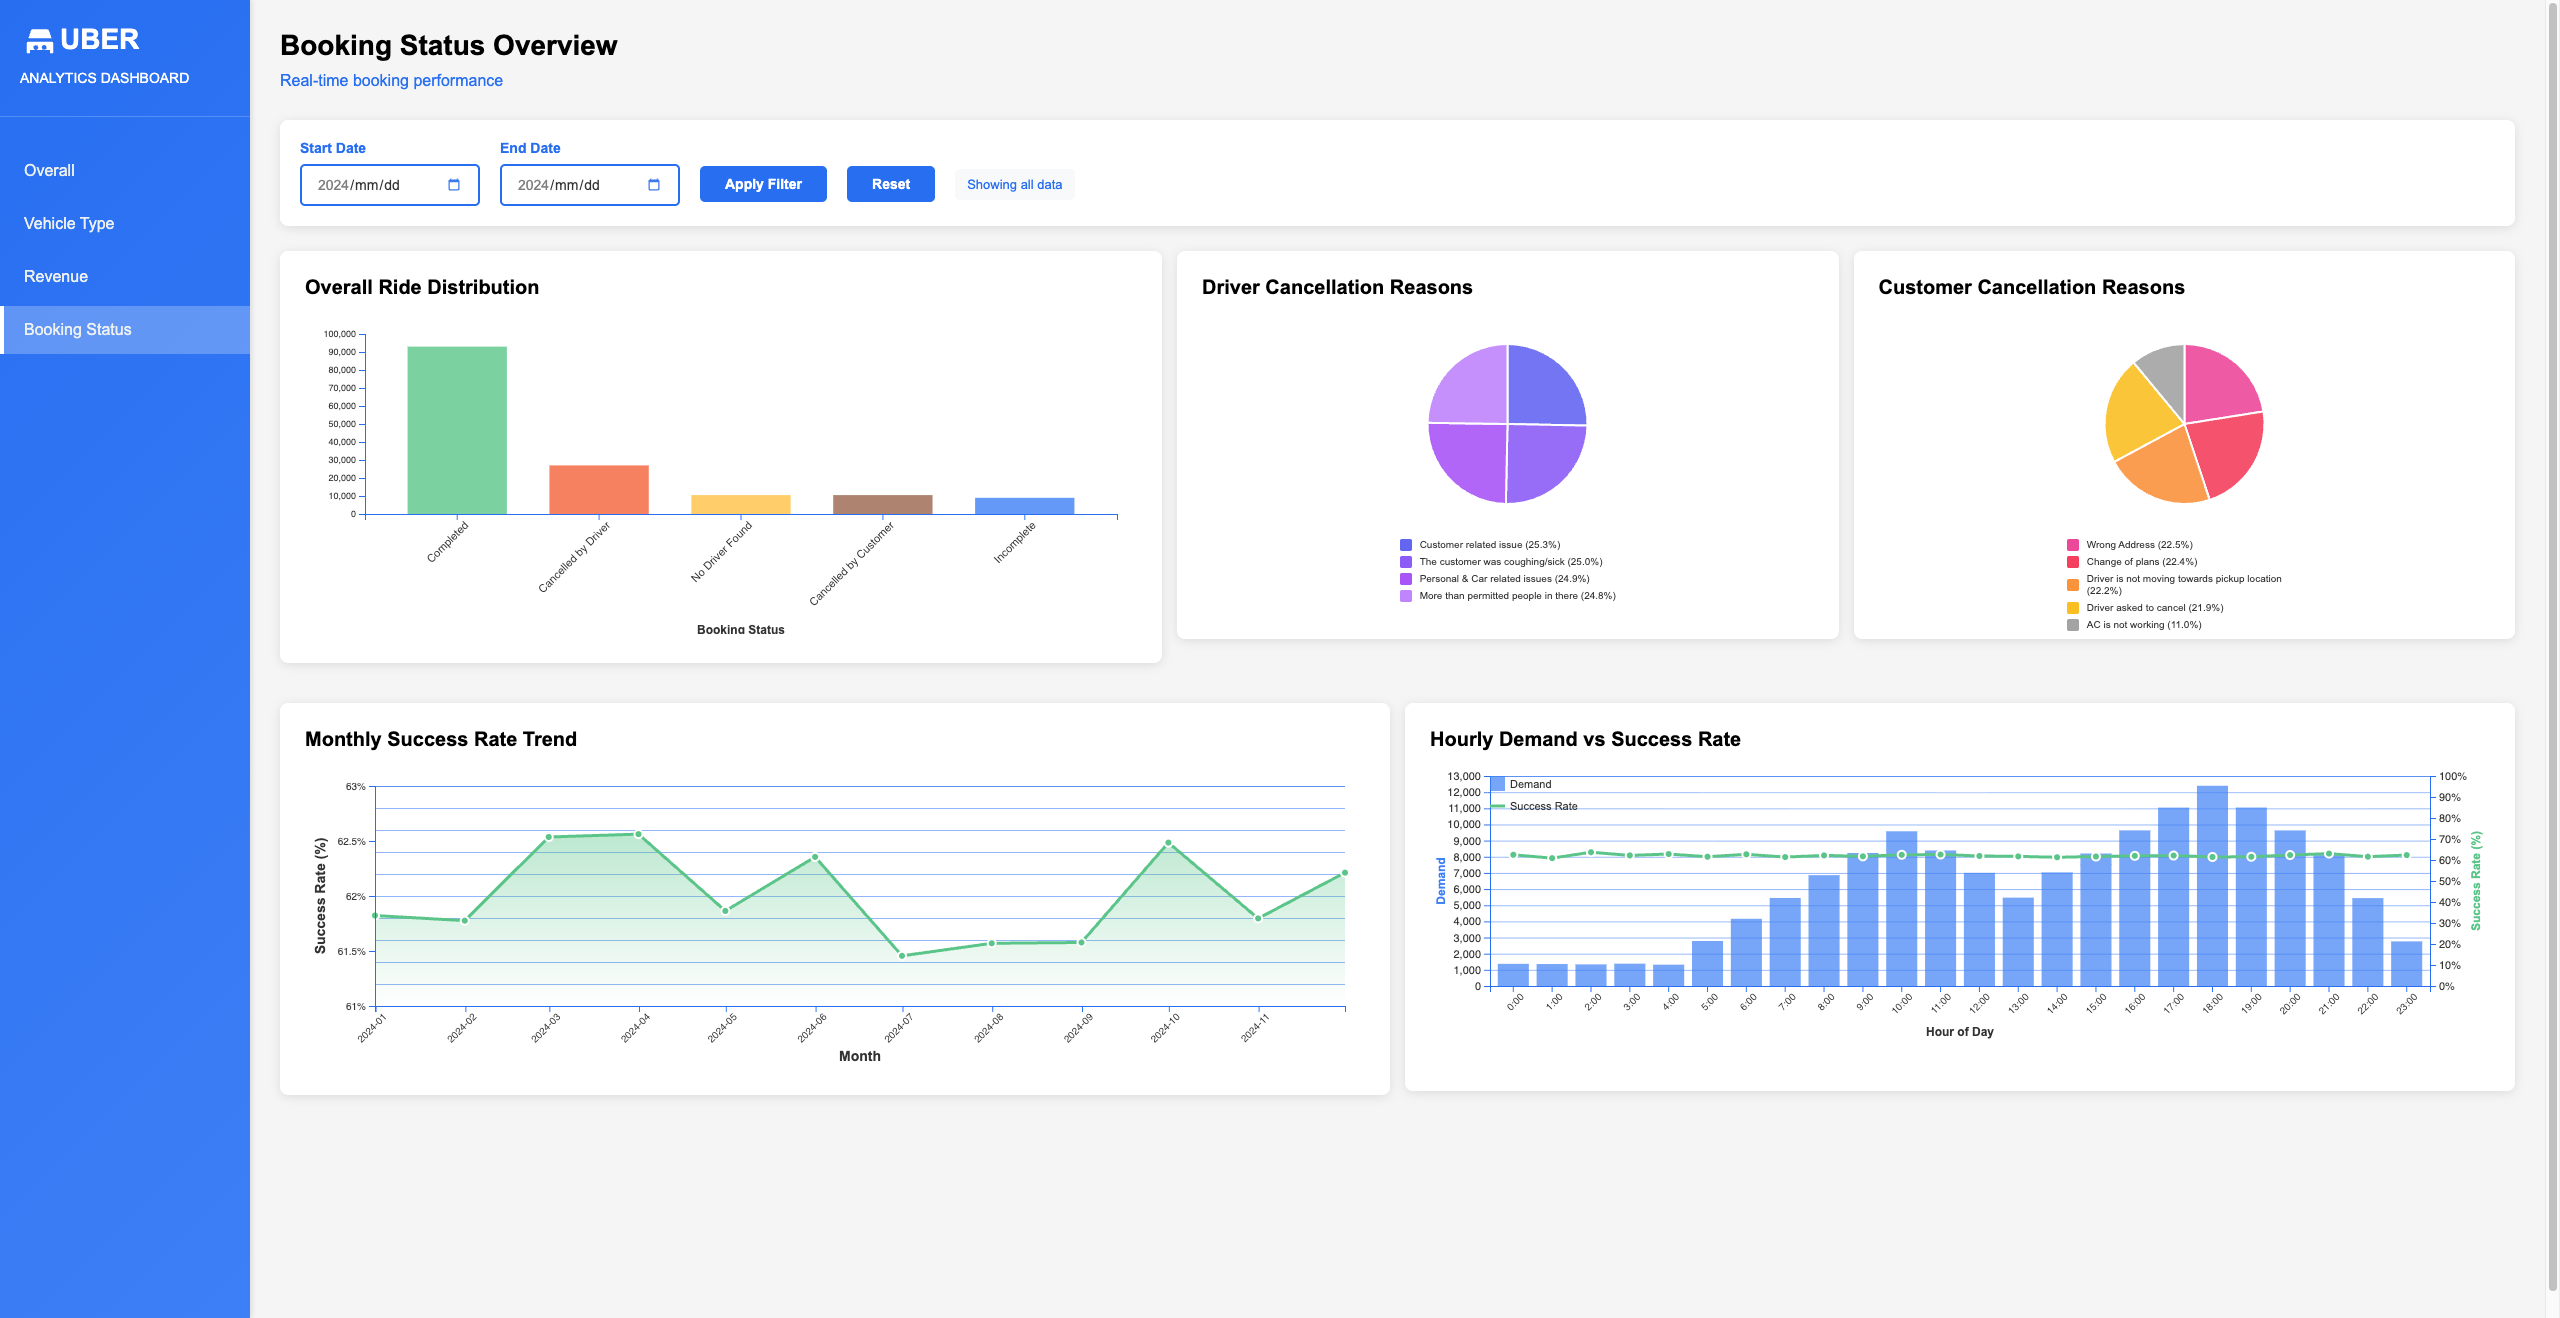 UBER
ANALYTICS DASHBOARD
Overall
Vehicle Type
Revenue
Booking Status
Booking Status Overview
Real-time booking performance
Start Date
End Date
2024/mm/dd
2024/mm/dd
Apply Filter
Reset
Showing all data
Overall Ride Distribution
100,000
90,000
80,000
70,000
60,000
50,000
40,000
30,000
20,000
10,000
0
Completed
Cancelled by Driver
No Driver Found
Cancelled by Customer
Incomplete
Booking Status
Driver Cancellation Reasons
Customer related issue (25.3%)
The customer was coughing/sick (25.0%)
Personal & Car related issues (24.9%)
More than permitted people in there (24.8%)
Customer Cancellation Reasons
Wrong Address (22.5%)
Change of plans (22.4%)
Driver is not moving towards pickup location
(22.2%)
Driver asked to cancel (21.9%)
AC is not working (11.0%)
Monthly Success Rate Trend
63%
62.5%
62%
61.5%
61%
Success Rate (%)
2024-01
2024-02
2024-03
2024-04
2024-05
2024-06
2024-07
2024-08
2024-09
2024-10
2024-11
Month
Hourly Demand vs Success Rate
Demand
Success Rate
13,000
12,000
11,000
10,000
9,000
8,000
7,000
6,000
5,000
4,000
3,000
2,000
1,000
0
Demand
100%
90%
80%
70%
60%
50%
40%
30%
20%
10%
0%
Success Rate (%)
0:00
1:00
2:00
3:00
4:00
5:00
6:00
7:00
8:00
9:00
10:00
11:00
12:00
13:00
14:00
15:00
16:00
17:00
18:00
19:00
20:00
21:00
22:00
23:00
Hour of Day